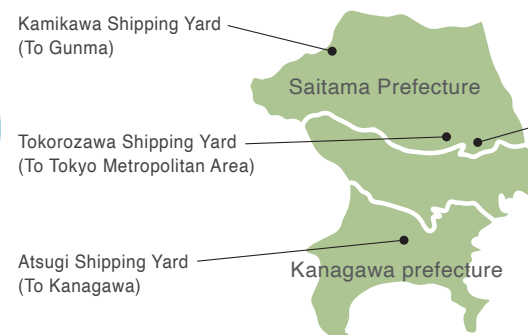 Kamikawa Shipping Yard
(To Gunma)
Saitama Prefecture
Tokorozawa Shipping Yard
(To Tokyo Metropolitan Area)
Atsugi Shipping Yard
(To Kanagawa)
Kanagawa prefecture